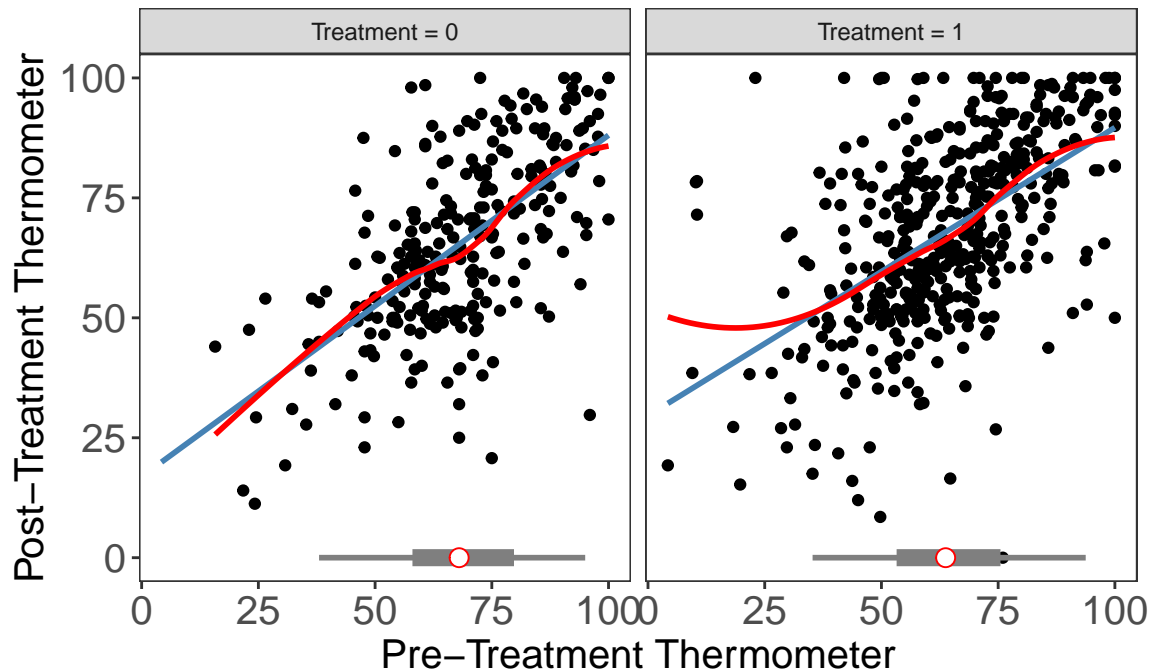 Treatment = 0
Treatment = 1
Post−Treatment Thermometer
100
75
50
25
0
0 25 50 75 100
0 25 50 75 100
Pre−Treatment Thermometer